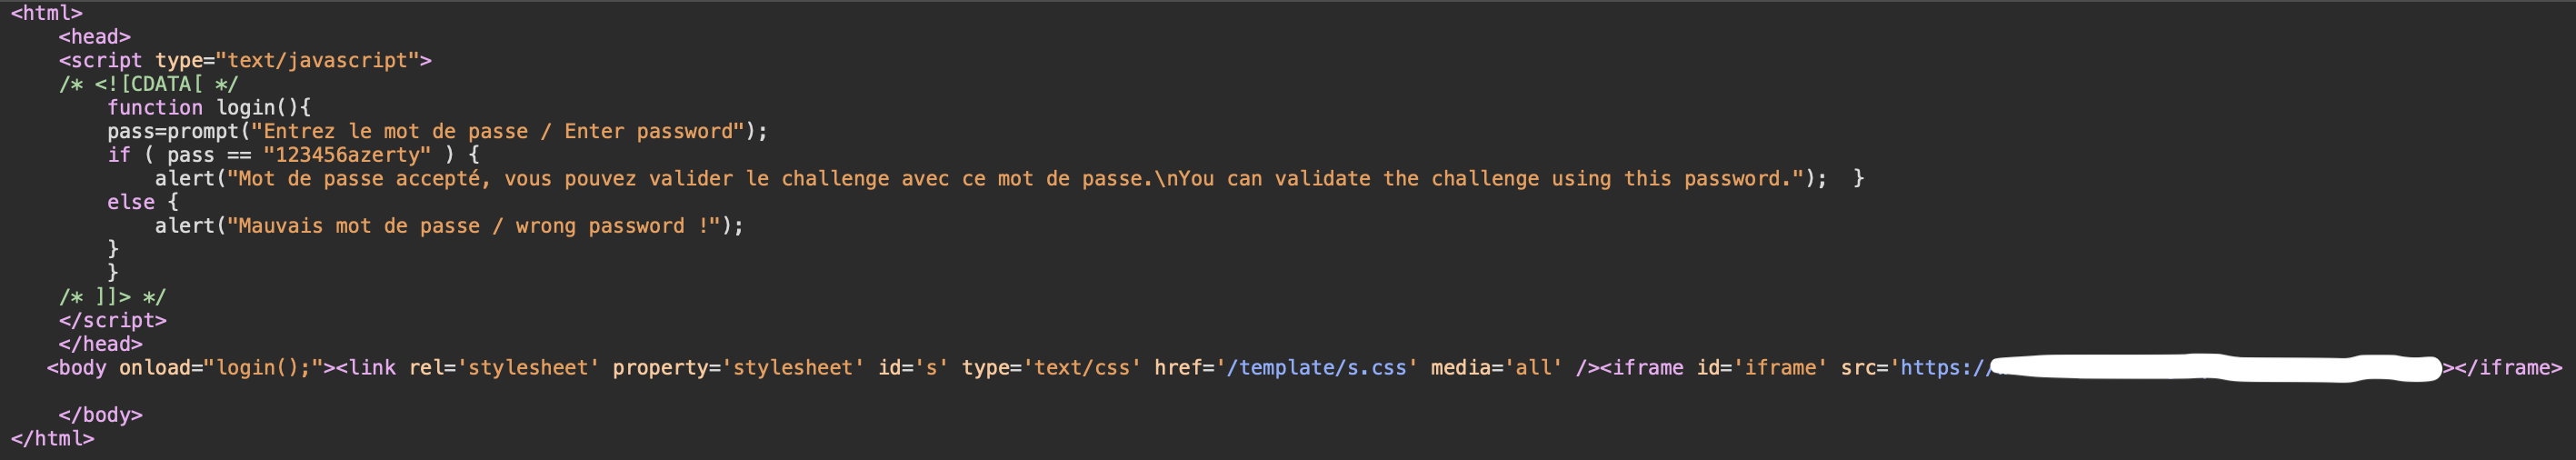 <html>
<head>
<script type="text/javascript">
/* <![CDATA[ */
function login(){
pass=prompt("Entrez le mot de passe / Enter password");
if ( pass == "123456azerty" ) {
alert("Mot de passe accepté, vous pouvez valider le challenge avec ce mot de passe.\nYou can validate the challenge using this password.");  }
else {
alert("Mauvais mot de passe / wrong password !");
}
}
/* ]]> */
</script>
</head>
<body onload="login();"><link rel='stylesheet' property='stylesheet' id='s' type='text/css' href='/template/s.css' media='all' /><iframe id='iframe' src='https:/></iframe>
</body>
</html>